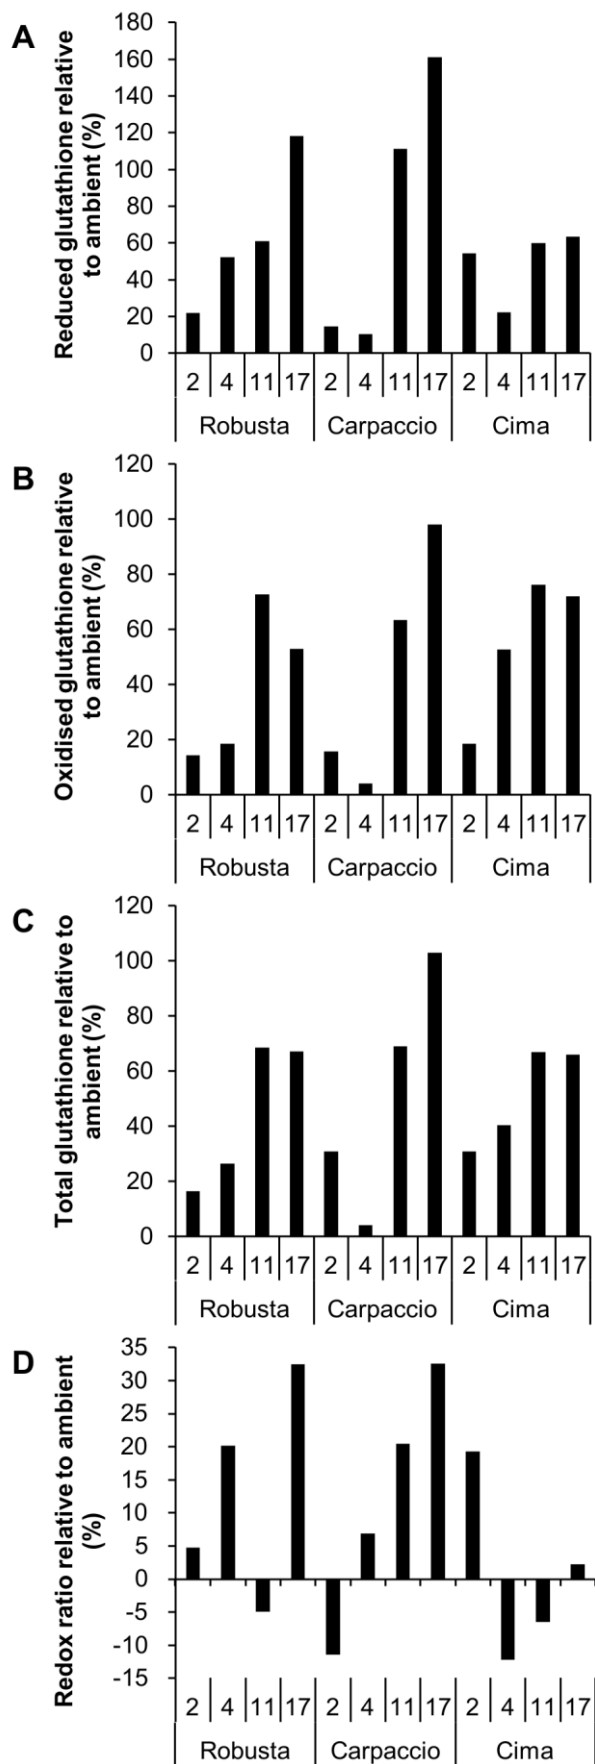 A
Reduced glutathione relative
to ambient (%)
180
160
140
120
100
80
60
40
20
0
2 4 11 17 2 4 11 17 2 4 11 17
Robusta Carpaccio Cima
B
Oxidised glutathione relative
to ambient (%)
120
100
80
60
40
20
0
2 4 11 17 2 4 11 17 2 4 11 17
Robusta Carpaccio Cima
C
Total glutathione relative to
ambient (%)
120
100
80
60
40
20
0
2 4 11 17 2 4 11 17 2 4 11 17
Robusta Carpaccio Cima
D
Redox ratio relative to ambient
(%)
35
30
25
20
15
10
5
0
-5
-10
-15
2 4 11 17 2 4 11 17 2 4 11 17
Robusta Carpaccio Cima